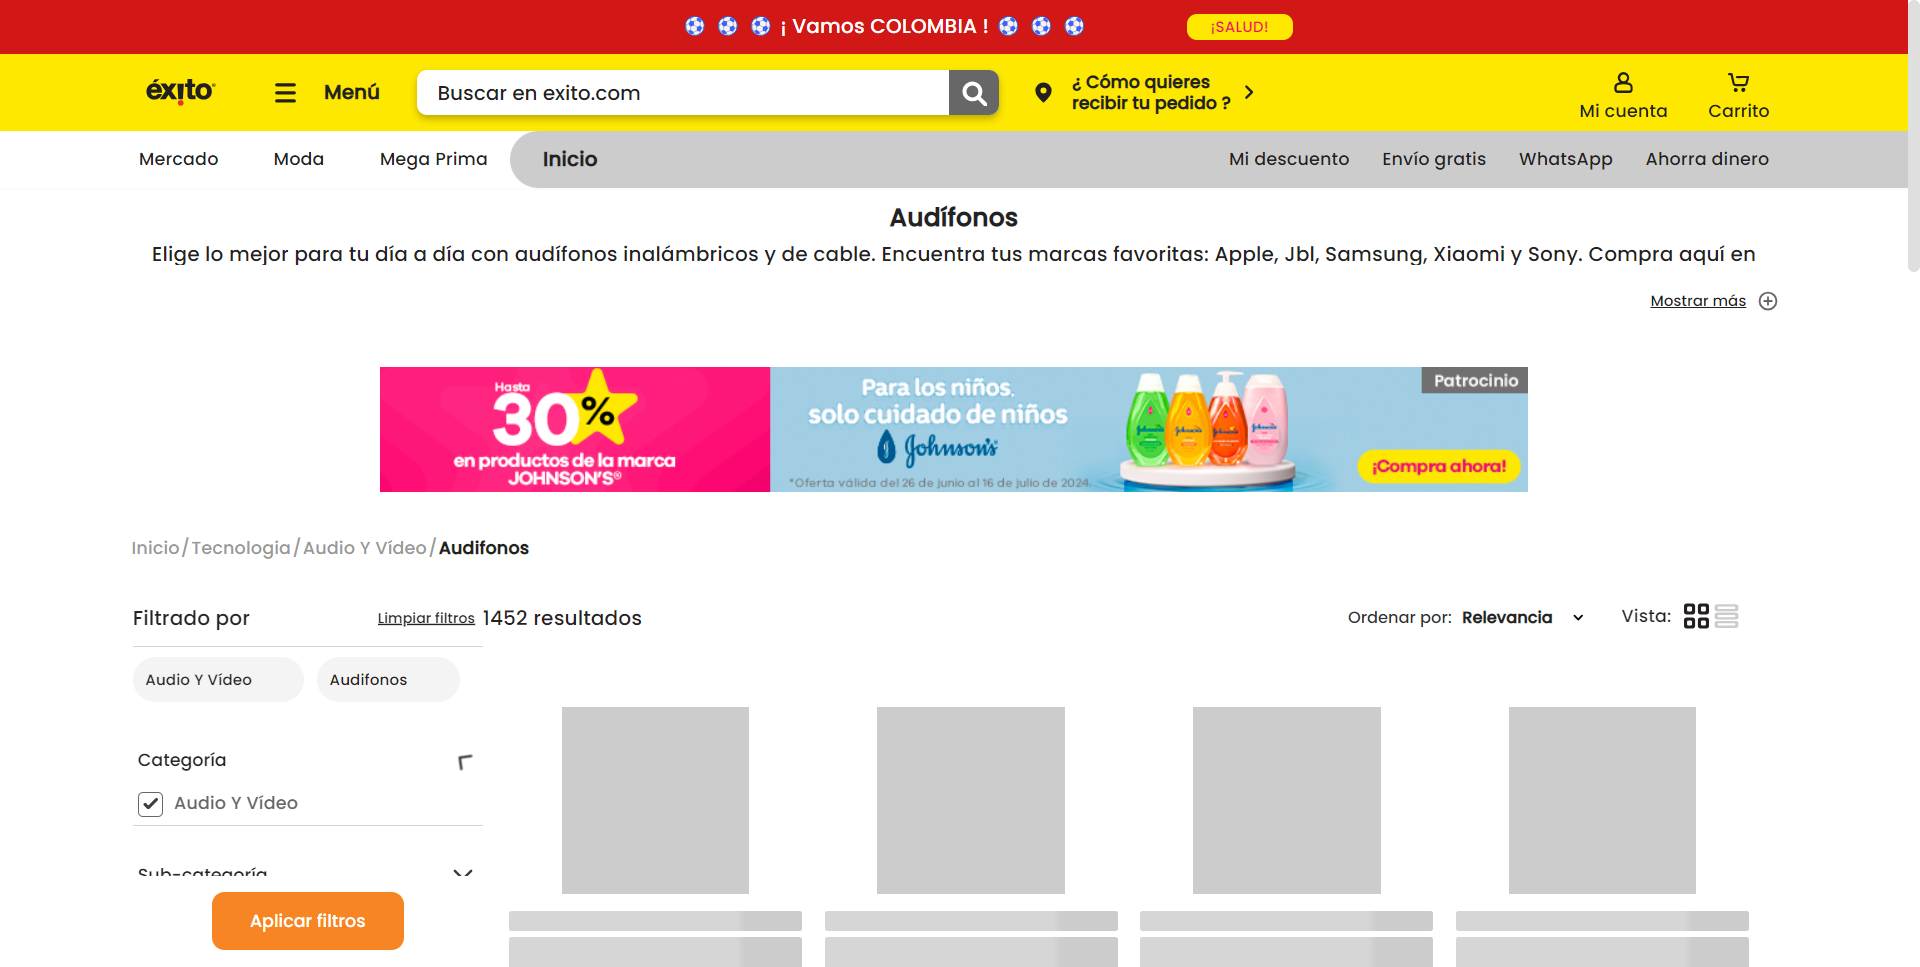 ¡ Vamos COLOMBIA !
¡SALUD!
éxito
Menú
Buscar en exito.com
¿ Cómo quieres
recibir tu pedido ?
Mi cuenta
Carrito
Mercado
Moda
Mega Prima
Inicio
Mi descuento
Envío gratis
WhatsApp
Ahorra dinero
Audífonos
Elige lo mejor para tu día a día con audífonos inalámbricos y de cable. Encuentra tus marcas favoritas: Apple, Jbl, Samsung, Xiaomi y Sony. Compra aquí en
Mostrar más
Hasta
30%
en productos de la marca
JOHNSON'S®
Para los niños,
solo cuidado de niños
Johnson's
*Oferta válida del 26 de junio al 16 de julio de 2024.
Patrocinio
¡Compra ahora!
Inicio/Tecnologia/Audio Y Vídeo/Audifonos
Filtrado por
Limpiar filtros
1452 resultados
Ordenar por: Relevancia
Vista:
Audio Y Vídeo
Audifonos
Categoría
Audio Y Vídeo
Sub-categoría
Aplicar filtros